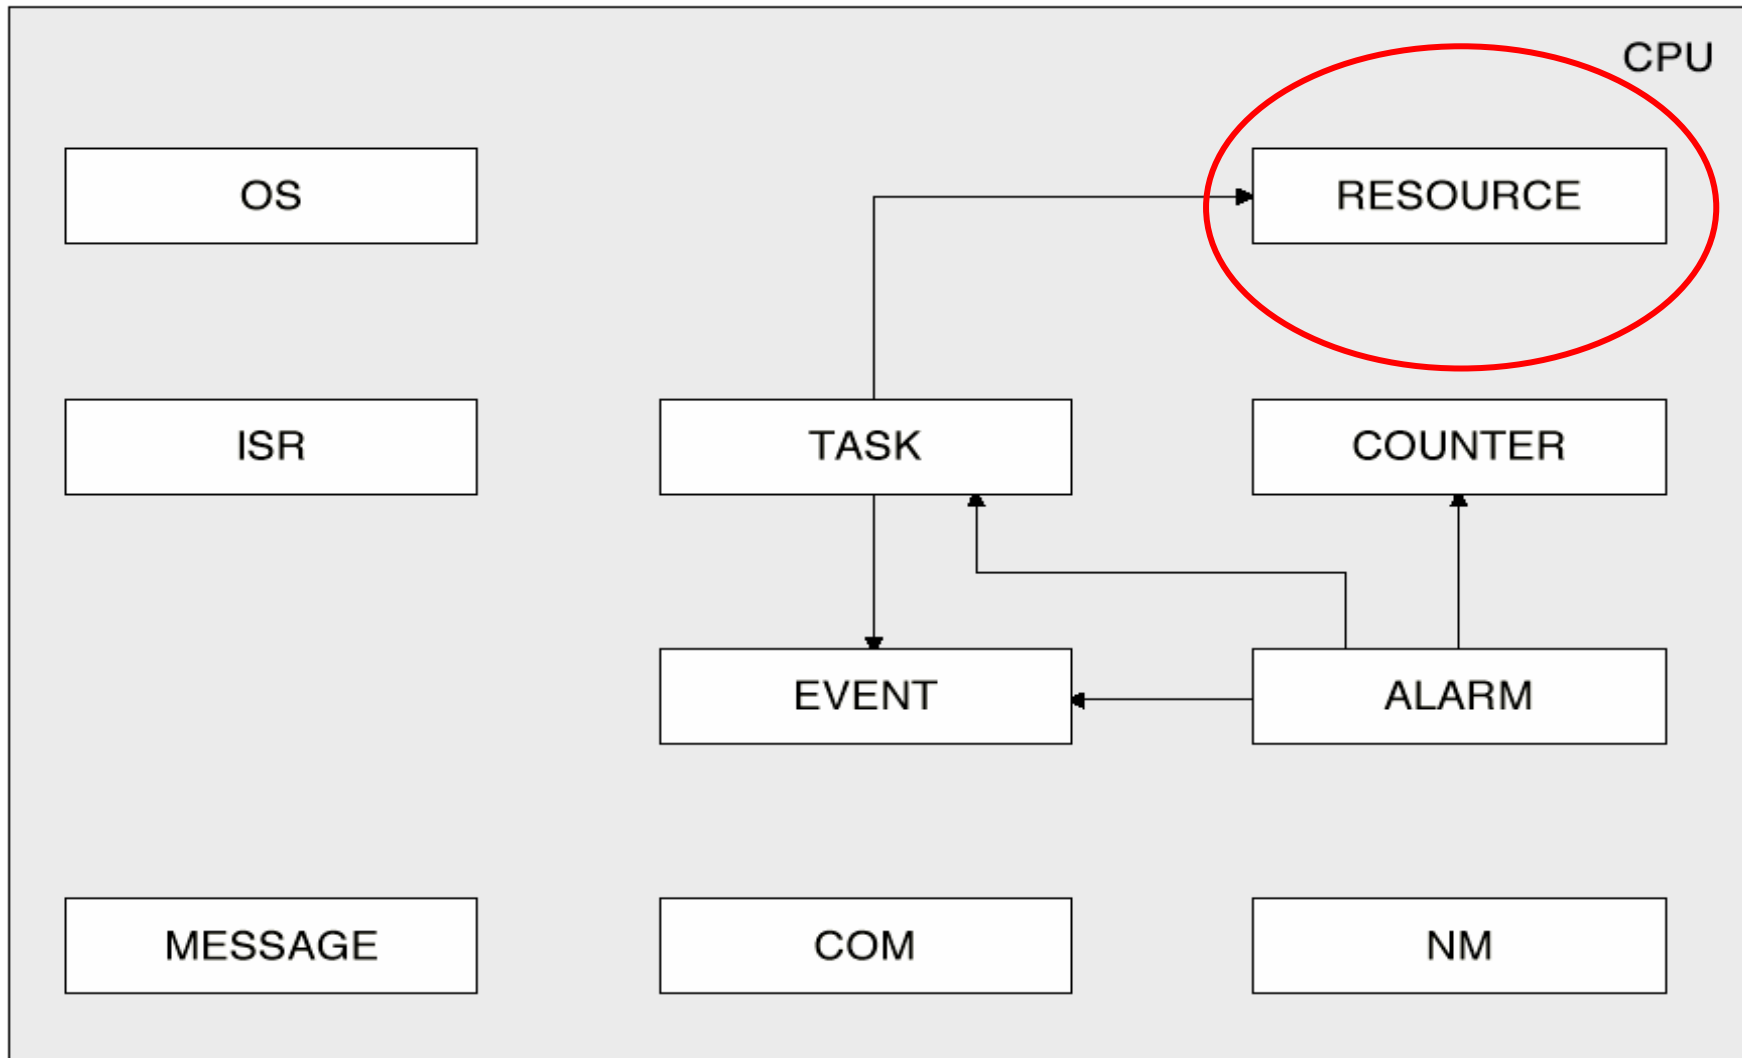 CPU
OS
RESOURCE
ISR
TASK
COUNTER
EVENT
ALARM
MESSAGE
COM
NM